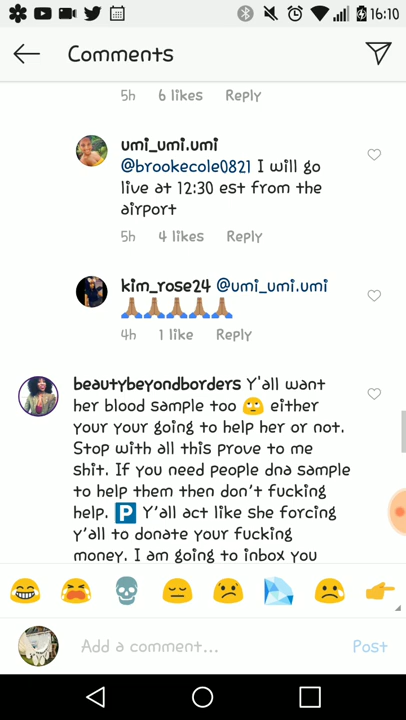 16:10
Comments
5h 6 likes Reply
umi_umi.umi
@brookecole0821 I will go
live at 12:30 est from the
airport
5h 4 likes Reply
kim_rose24 @umi_umi.umi
🙏🏽🙏🏽🙏🏽🙏🏽🙏🏽
4h 1 like Reply
beautybeyondborders Y'all want
her blood sample too 🙄 either
your your going to help her or not.
Stop with all this prove to me
shit. If you need people dna sample
to help them then don't fucking
help. 🅿️ Y'all act like she forcing
y'all to donate your fucking
money. I am going to inbox you
Add a comment... Post